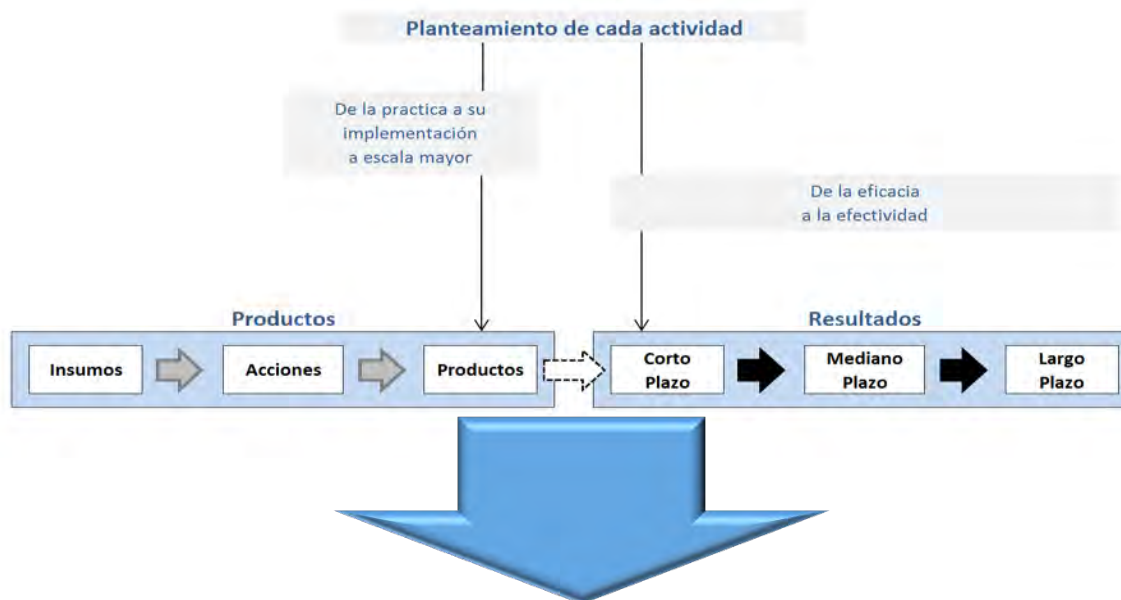 Planteamiento de cada actividad
De la practica a su
implementación
a escala mayor
De la eficacia
a la efectividad
Productos
Resultados
Insumos
Acciones
Productos
Corto
Plazo
Mediano
Plazo
Largo
Plazo